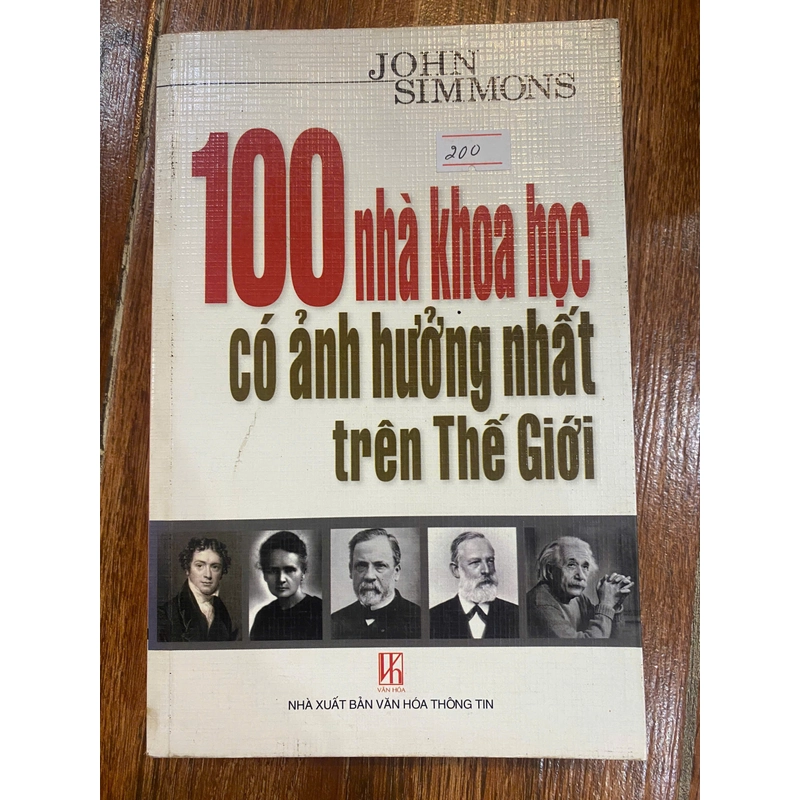 JOHN
SIMMONS
200
100 nhà khoa học
có ảnh hưởng nhất
trên Thế Giới
VĂN HÓA
NHÀ XUẤT BẢN VĂN HÓA THÔNG TIN